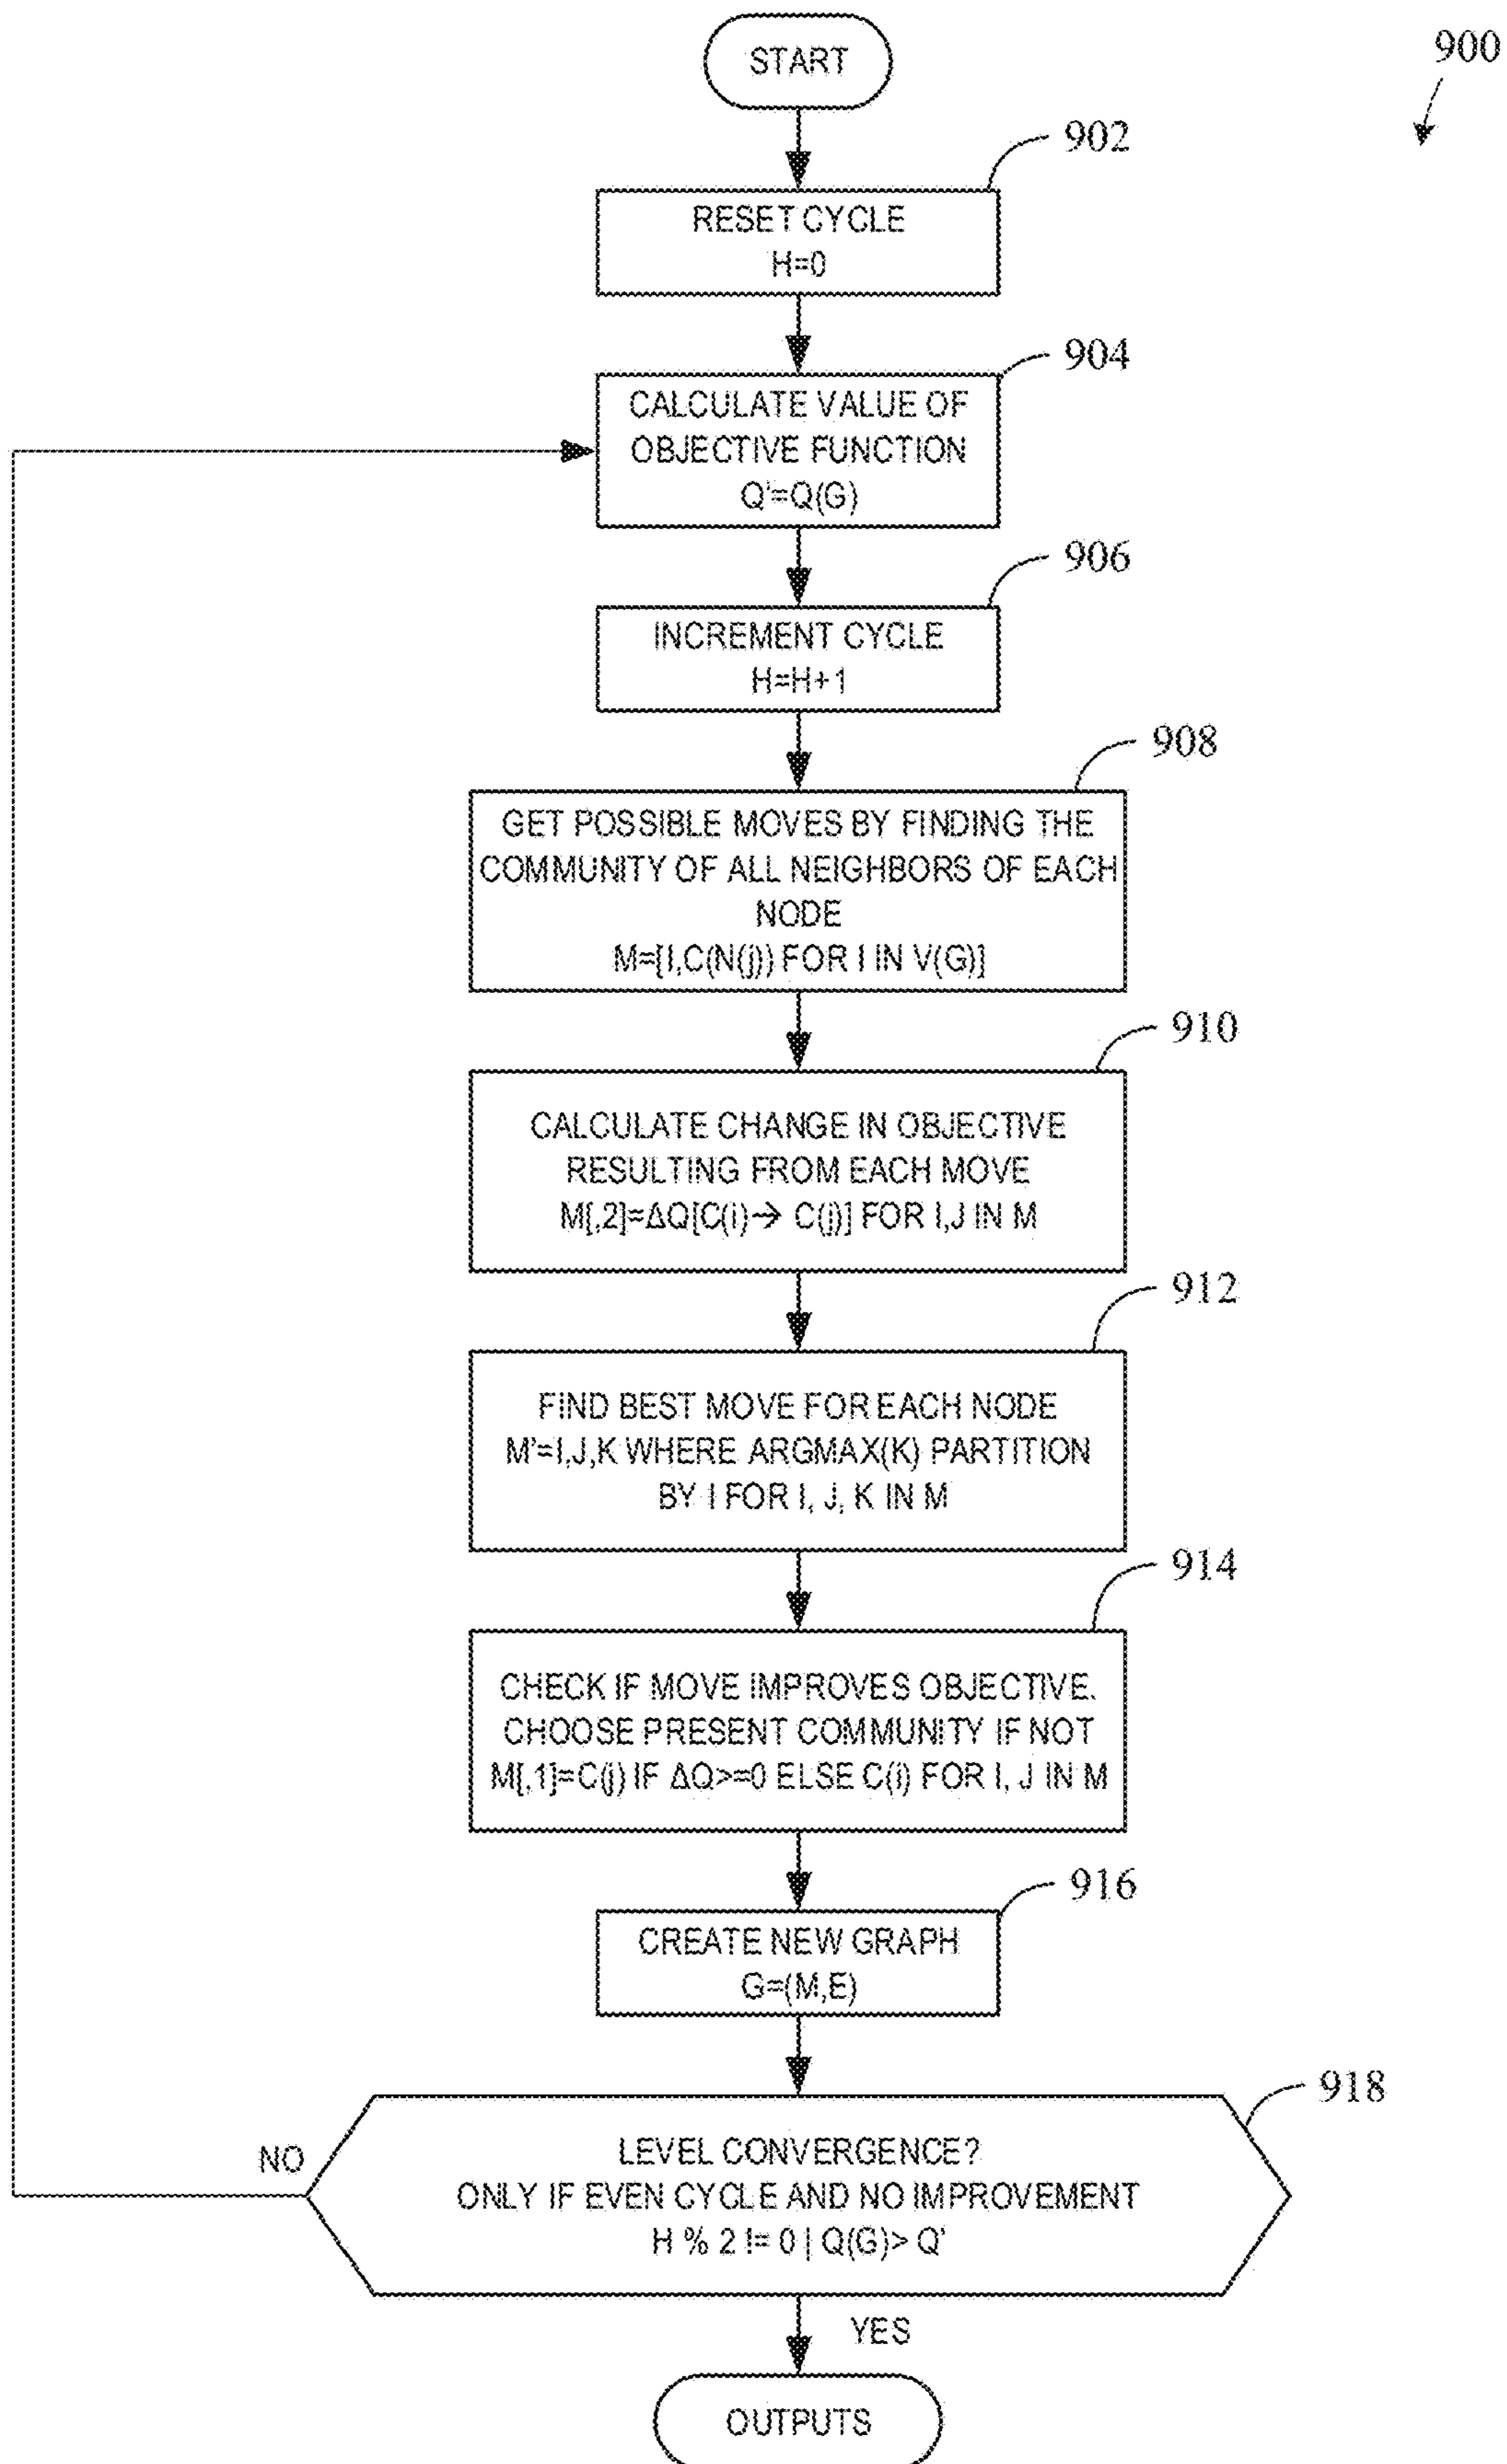 START
900
902
RESET CYCLE
H=0
904
CALCULATE VALUE OF
OBJECTIVE FUNCTION
Q'=Q(G)
906
INCREMENT CYCLE
H=H+1
908
GET POSSIBLE MOVES BY FINDING THE
COMMUNITY OF ALL NEIGHBORS OF EACH
NODE
M=[I,C(N(j)) FOR I IN V(G)]
910
CALCULATE CHANGE IN OBJECTIVE
RESULTING FROM EACH MOVE
M[,2]=ΔQ[C(i)→ C(j)] FOR I,J IN M
912
FIND BEST MOVE FOR EACH NODE
M'=I,J,K WHERE ARGMAX(K) PARTITION
BY I FOR I, J, K IN M
914
CHECK IF MOVE IMPROVES OBJECTIVE.
CHOOSE PRESENT COMMUNITY IF NOT
M[,1]=C(j) IF ΔQ>=0 ELSE C(i) FOR I, J IN M
916
CREATE NEW GRAPH
G=(M,E)
918
NO
LEVEL CONVERGENCE?
ONLY IF EVEN CYCLE AND NO IMPROVEMENT
H % 2 != 0 | Q(G)> Q'
YES
OUTPUTS